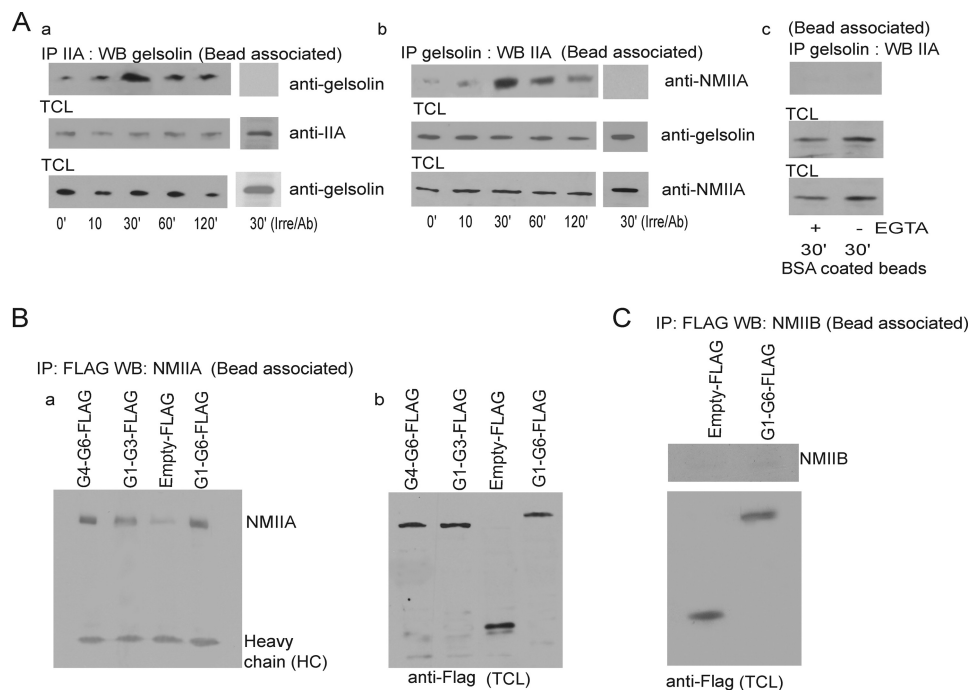 A
a
IP IIA : WB gelsolin (Bead associated)
anti-gelsolin
TCL
anti-IIA
TCL
anti-gelsolin
0' 10 30' 60' 120' 30' (Irre/Ab)
b
IP gelsolin : WB IIA (Bead associated)
anti-NMIIA
TCL
anti-gelsolin
TCL
anti-NMIIA
0' 10 30' 60' 120' 30' (Irre/Ab)
c
(Bead associated)
IP gelsolin : WB IIA
TCL
TCL
+ - EGTA
30' 30'
BSA coated beads
B
IP: FLAG WB: NMIIA (Bead associated)
a
G4-G6-FLAG
G1-G3-FLAG
Empty-FLAG
G1-G6-FLAG
NMIIA
Heavy
chain (HC)
b
G4-G6-FLAG
G1-G3-FLAG
Empty-FLAG
G1-G6-FLAG
anti-Flag (TCL)
C
IP: FLAG WB: NMIIB (Bead associated)
Empty-FLAG
G1-G6-FLAG
NMIIB
anti-Flag (TCL)